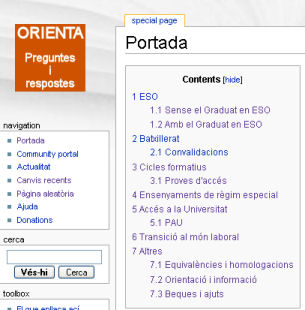 ORIENTA
Preguntes
i
respostes
special page
Portada
Contents [hide]
1 ESO
1.1 Sense el Graduat en ESO
1.2 Amb el Graduat en ESO
2 Batxillerat
2.1 Convalidacions
3 Cicles formatius
3.1 Proves d'accés
4 Ensenyaments de règim especial
5 Accés a la Universitat
5.1 PAU
6 Transició al món laboral
7 Altres
7.1 Equivalències i homologacions
7.2 Orientació i informació
7.3 Beques i ajuts
navigation
Portada
Community portal
Actualitat
Canvis recents
Pàgina aleatòria
Ajuda
Donations
cerca
Vés-hi Cerca
toolbox
El que enllaça ací